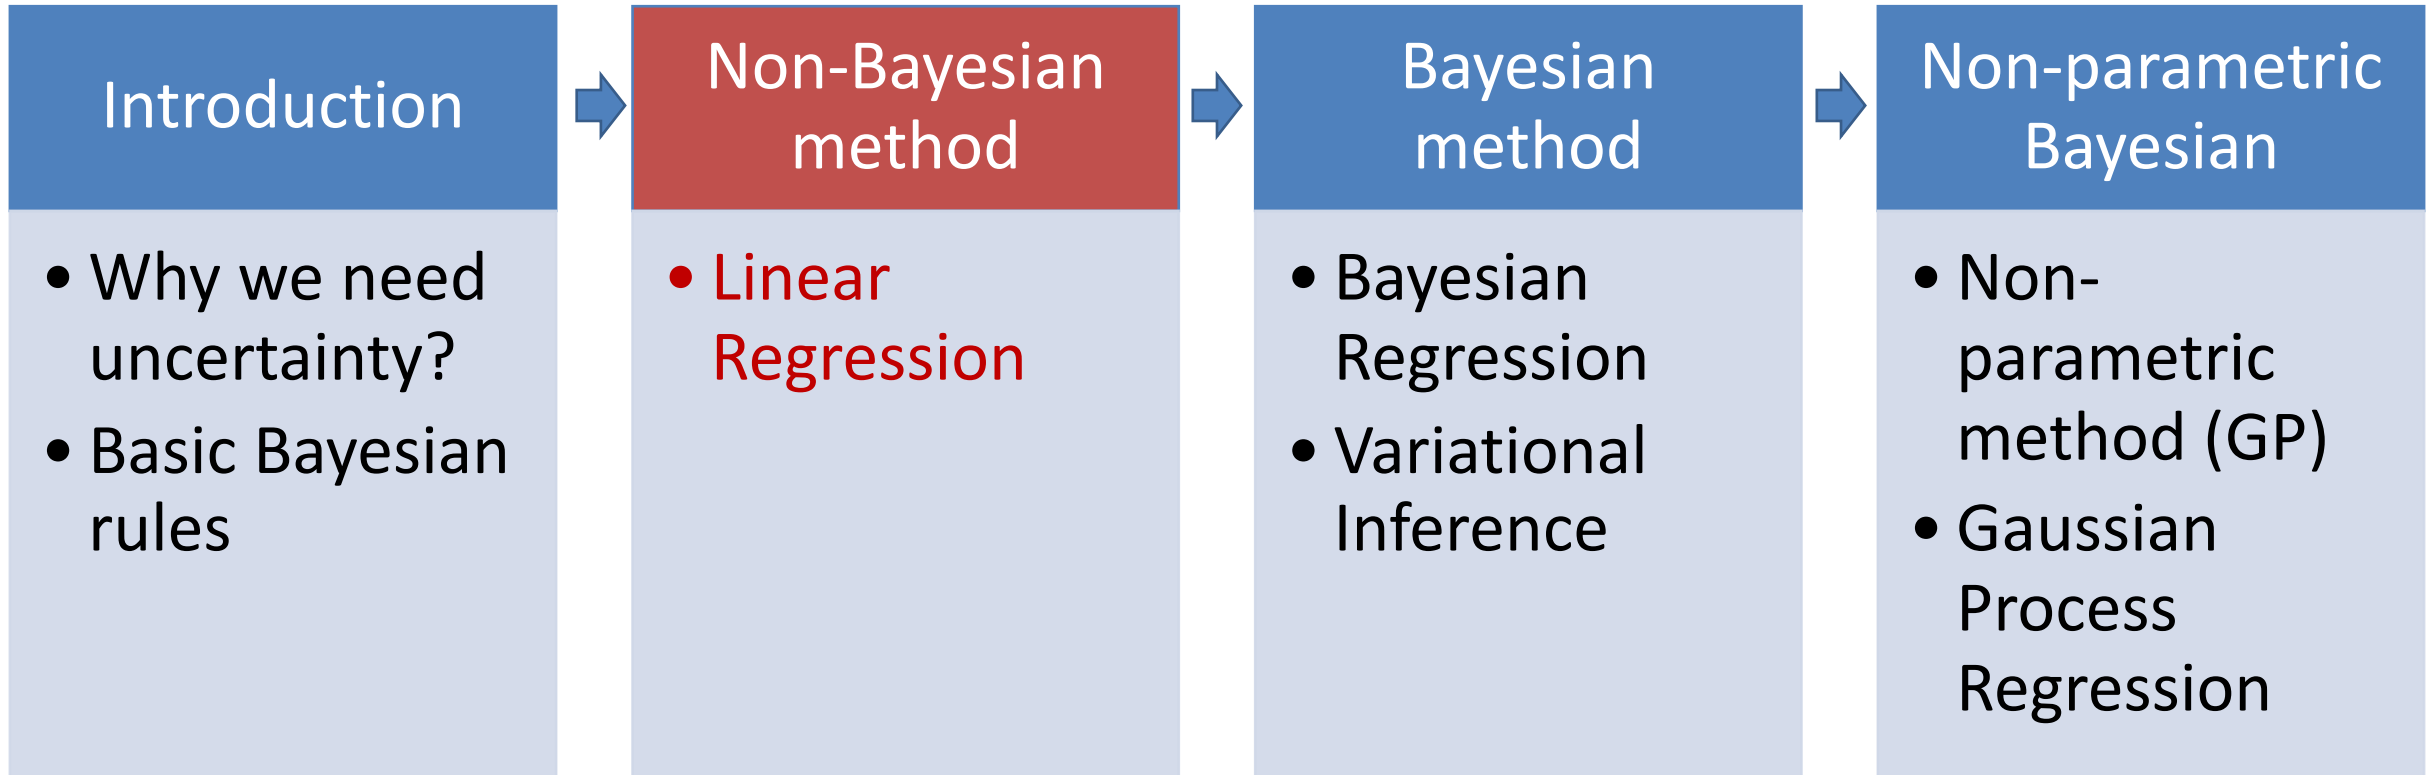 Introduction
• Why we need
uncertainty?
• Basic Bayesian
rules
Non-Bayesian
method
• Linear
Regression
Bayesian
method
• Bayesian
Regression
• Variational
Inference
Non-parametric
Bayesian
• Non-
parametric
method (GP)
• Gaussian
Process
Regression